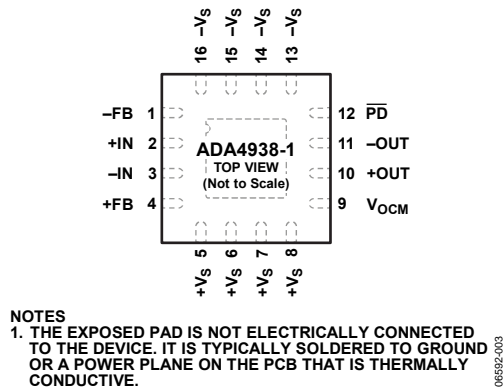 16 –VS
15 –VS
14 –VS
13 –VS
–FB 1
+IN 2
–IN 3
+FB 4
12 PD
11 –OUT
10 +OUT
9 VOCM
ADA4938-1
TOP VIEW
(Not to Scale)
5 +VS
6 +VS
7 +VS
8 +VS
NOTES
1. THE EXPOSED PAD IS NOT ELECTRICALLY CONNECTED
TO THE DEVICE. IT IS TYPICALLY SOLDERED TO GROUND
OR A POWER PLANE ON THE PCB THAT IS THERMALLY
CONDUCTIVE.
06592-003